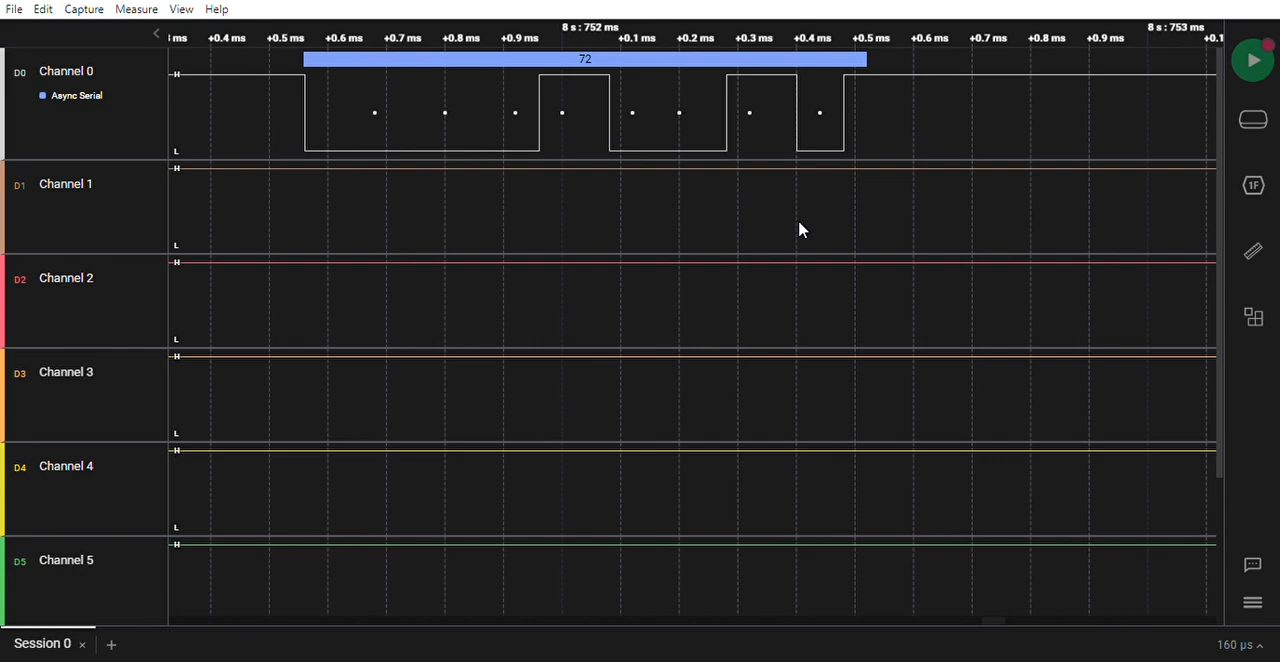 File Edit Capture Measure View Help
8 s : 752 ms 8 s : 753 ms
ms +0.4 ms +0.5 ms +0.6 ms +0.7 ms +0.8 ms +0.9 ms +0.1 ms +0.2 ms +0.3 ms +0.4 ms +0.5 ms +0.6 ms +0.7 ms +0.8 ms +0.9 ms +0.1
72
D0 Channel 0 H
Async Serial
L
H
D1 Channel 1
1F
L
H
D2 Channel 2
L
H
D3 Channel 3
L
H
D4 Channel 4
L
H
D5 Channel 5
Session 0 × +
160 µs